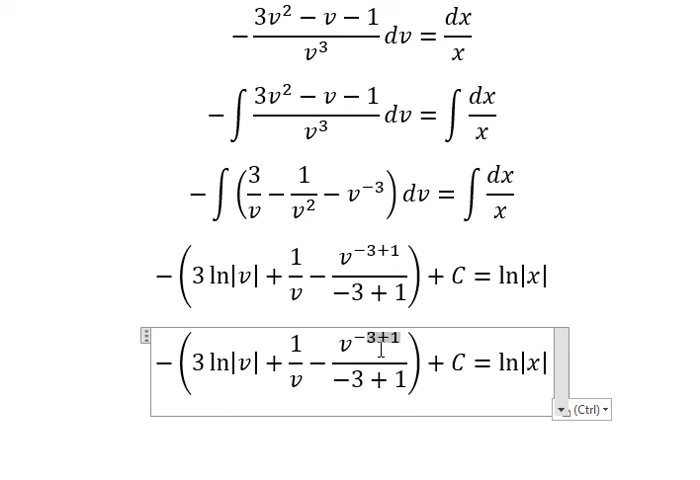 −(3v² − v − 1)/v³ dv = dx/x
−∫ (3v² − v − 1)/v³ dv = ∫ dx/x
−∫ (3/v − 1/v² − v⁻³) dv = ∫ dx/x
−(3 ln|v| + 1/v − v⁻³⁺¹/(−3 + 1)) + C = ln|x|
−(3 ln|v| + 1/v − v⁻³⁺¹/(−3 + 1)) + C = ln|x|
(Ctrl)